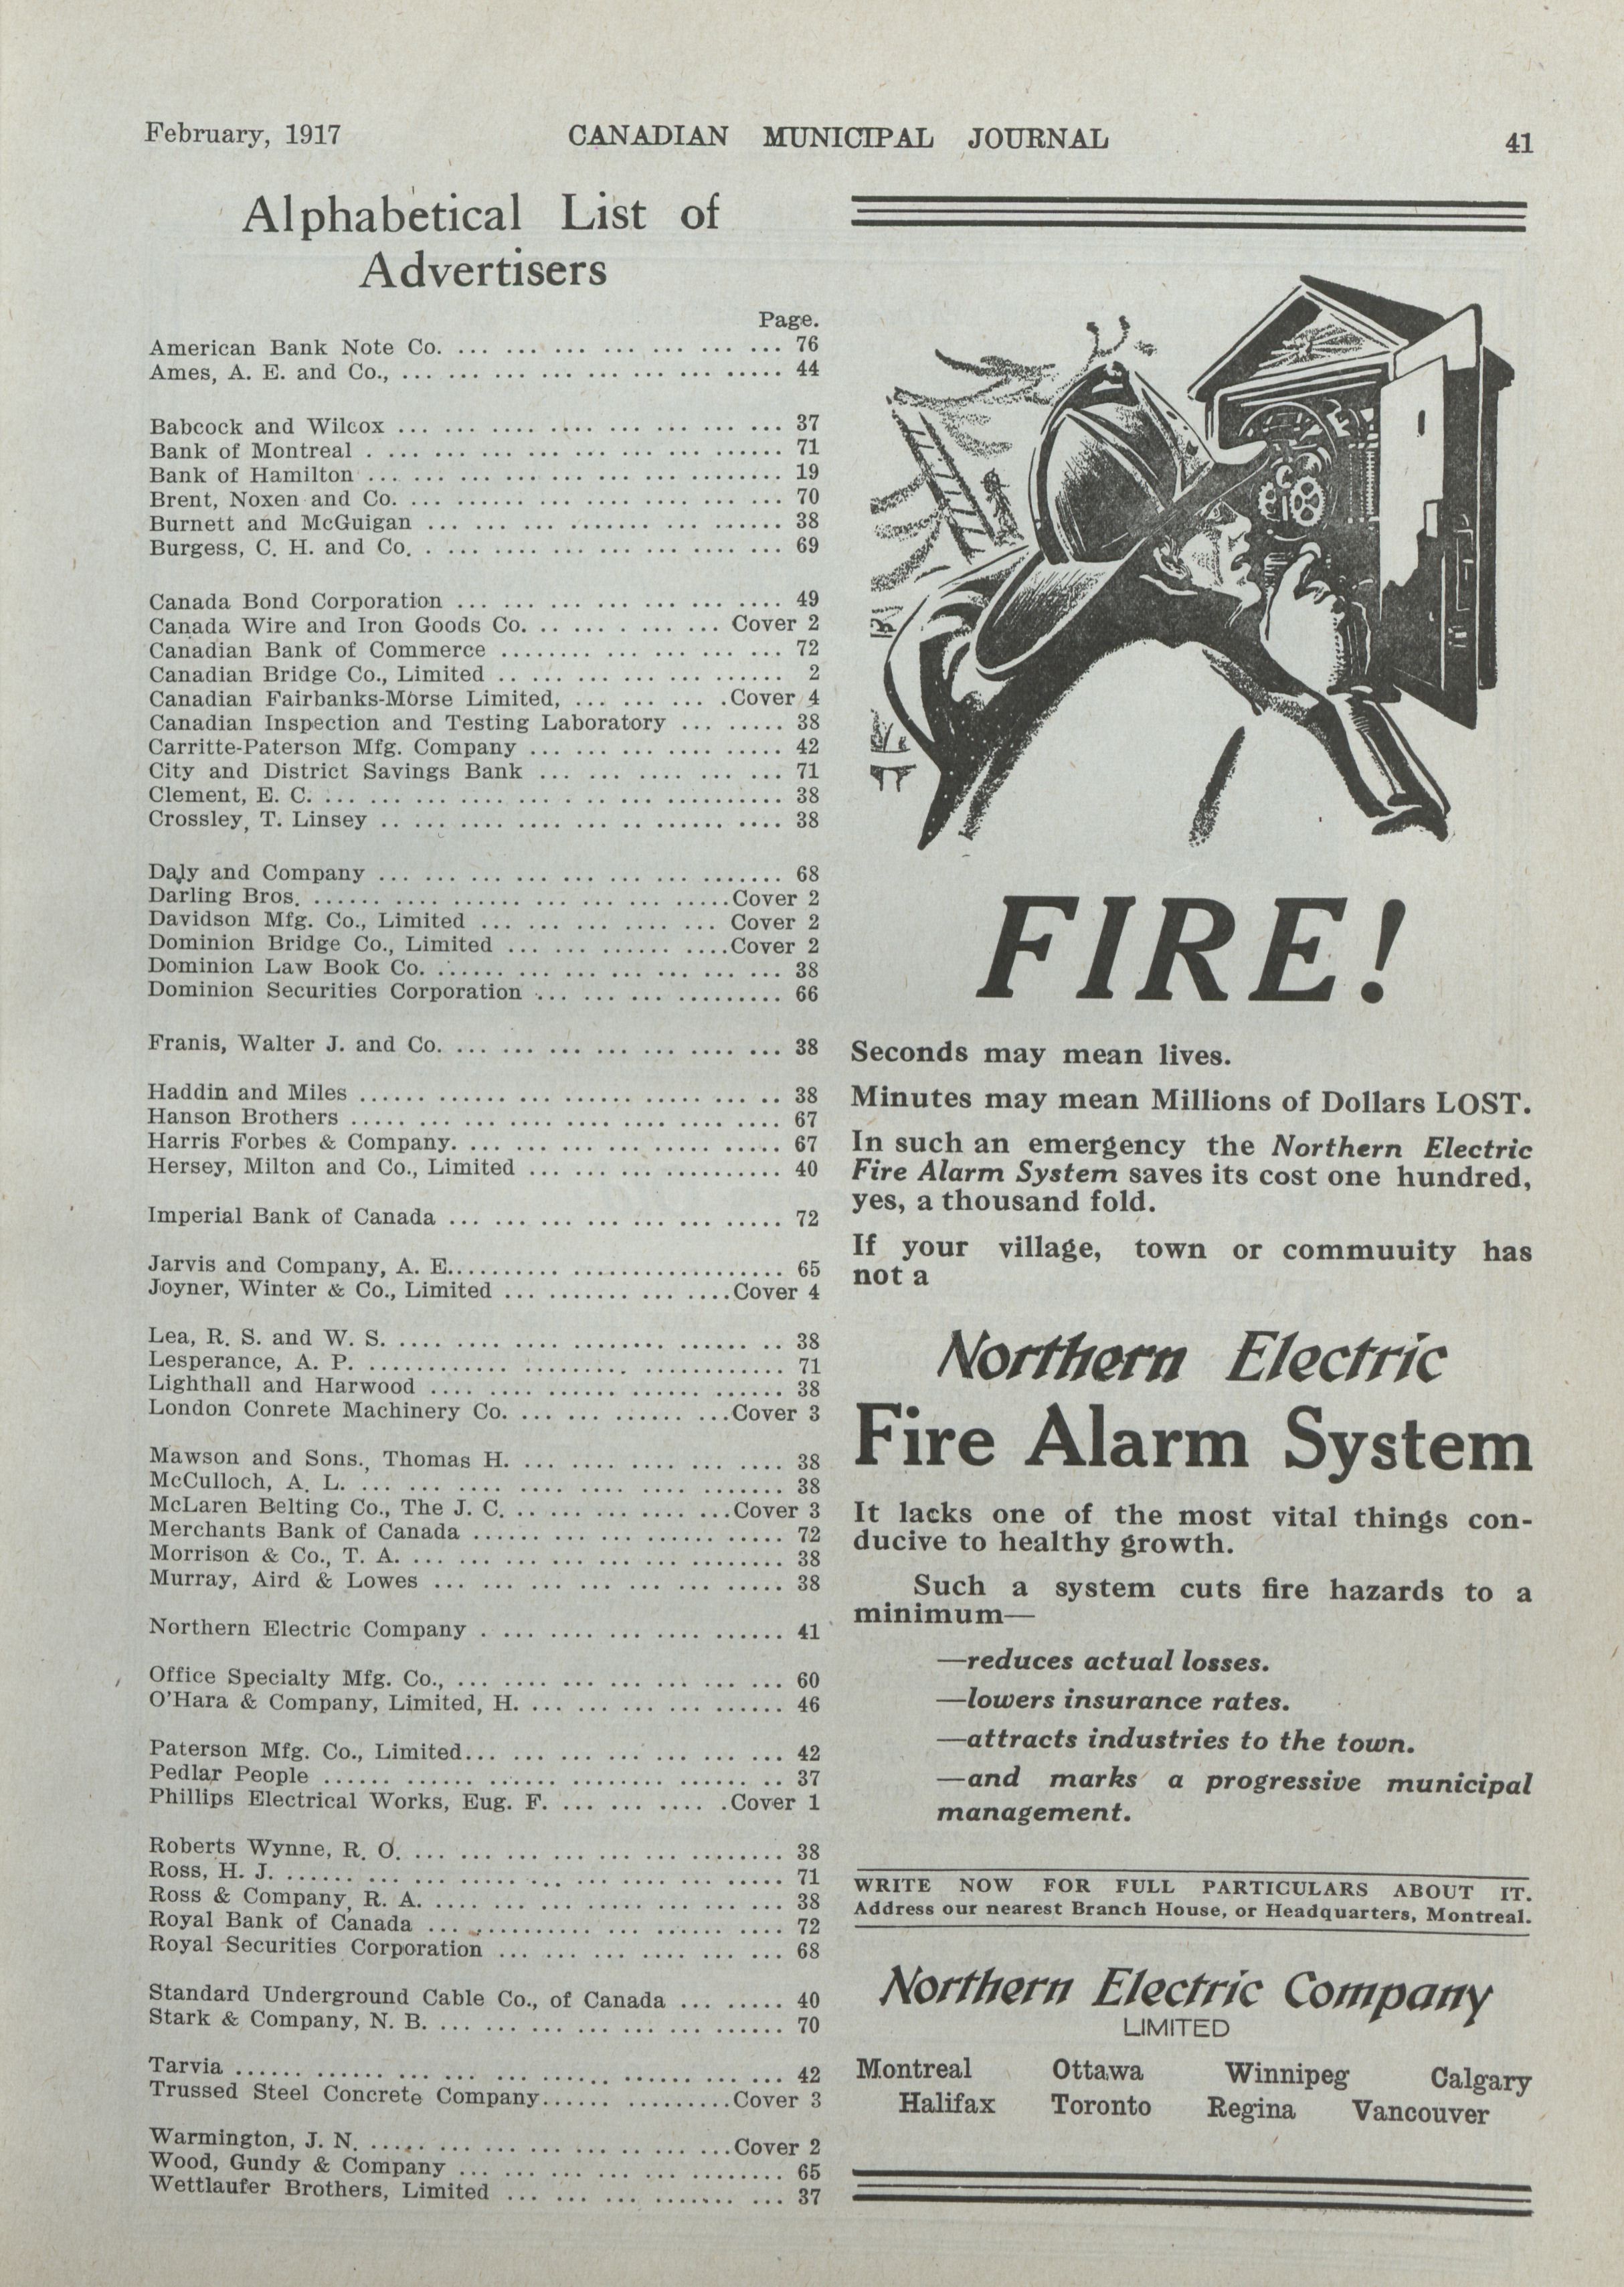 February, 1917 CANADIAN MUNICIPAL JOURNAL 41
Alphabetical List of
Advertisers
Page.
American Bank Note Co. ... ... ... ... ... ... ... 76
Ames, A. E. and Co., ... ... ... ... ... ... ..... 44
Babcock and Wilcox ... ... .... .... ... ... ... ... 37
Bank of Montreal . .... ... ... ... ... ... ...... 71
Bank of Hamilton ... ... ... ... ... ... ........ 19
Brent, Noxen and Co. ... ... ....... .... .... ... ... 70
Burnett and McGuigan ... ... ... ....... ... ...... 38
Burgess, C. H. and Co. . .... .... ... ... ... .... ... 69
Canada Bond Corporation ... ... ... ... ... ... .... 49
Canada Wire and Iron Goods Co. .. ... . ... ... Cover 2
Canadian Bank of Commerce ........ ... ... ... ... 72
Canadian Bridge Co., Limited .. ... ... ... ...... 2
Canadian Fairbanks-Morse Limited, ... ... ... .Cover 4
Canadian Inspection and Testing Laboratory ... ..... 38
Carritte-Paterson Mfg. Company ... ... ... .... ..... 42
City and District Savings Bank ... ... .... ... ... 71
Clement, E. C. ... ... ... .... ... . .. ... .......... 38
Crossley, T. Linsey .. ... .... .... ... .. ...... .... 38
Daly and Company ... ... ... ... ... ... ... ....... 68
Darling Bros. ...... .... ...... ... ... ... .....Cover 2
Davidson Mfg. Co., Limited ... ... ... .... ... Cover 2
Dominion Bridge Co., Limited ... ... ...... ....Cover 2
Dominion Law Book Co. ....... ... ... ... ... ... 38
Dominion Securities Corporation ... ... ... ......... 66
Franis, Walter J. and Co. ... ... ... ... ... .... ... 38
Haddin and Miles ...... ...... ... ...... ...... ... .. 38
Hanson Brothers ..... ... ... .... .... .... .... .... 67
Harris Forbes & Company. ... ... ... .... ... ..... 67
Hersey, Milton and Co., Limited ... ... ... .......... 40
Imperial Bank of Canada ... ... ... ... ... ... ..... 72
Jarvis and Company, A. E.......... .................... 65
Joyner, Winter & Co., Limited ... ....... ... ....Cover 4
Lea, R. S. and W. S. .... .... .... ........ ...... .. 38
Lesperance, A. P. ............ .......... ............ 71
Lighthall and Harwood .... .... ...... ...... ...... 38
London Conrete Machinery Co. ... ... ...... ...Cover 3
Mawson and Sons., Thomas H. ... .... .... ... .... 38
McCulloch, A. L. ... ... ... .... .... .... ....... 38
McLaren Belting Co., The J. C. .. ... .... ... ...Cover 3
Merchants Bank of Canada ...... ... ... ... ... ..... 72
Morrison & Co., T. A. ... ... ... ... ... ... ........ 38
Murray, Aird & Lowes ... ... ... ... ... ... ..... 38
Northern Electric Company . ... .... ... .... ...... 41
Office Specialty Mfg. Co., ... .... ... ... ... ... ... 60
O'Hara & Company, Limited, H. ... ... ... ... ...... 46
Paterson Mfg. Co., Limited... ... ... ... ... ... ... 42
Pedlar People ...... ...... ...... ......... ...... .. 37
Phillips Electrical Works, Eug. F. ... ... .... .Cover 1
Roberts Wynne, R. O. ... ... ... ... ... ... ........ 38
Ross, H. J. ...... ... ... ...... ... .... .... ..... 71
Ross & Company, R. A. .... ... ... .... ... ... .... 38
Royal Bank of Canada ... ........... ... ... ...... 72
Royal Securities Corporation ... ... ... .... ... ... 68
Standard Underground Cable Co., of Canada ... ..... 40
Stark & Company, N. B. ... ... ... ... ... ... ...... 70
Tarvia ...... ... ... ... ... ...... ...... ... ... 42
Trussed Steel Concrete Company...... .........Cover 3
Warmington, J. N. ..... ... ... ... ... .. ... ...Cover 2
Wood, Gundy & Company ... ... ... ... ... ........ 65
Wettlaufer Brothers, Limited ... ... ... ....... ... 37
FIRE!
Seconds may mean lives.
Minutes may mean Millions of Dollars LOST.
In such an emergency the Northern Electric
Fire Alarm System saves its cost one hundred,
yes, a thousand fold.
If your village, town or commuuity has
not a
Northern Electric
Fire Alarm System
It lacks one of the most vital things con-
ducive to healthy growth.
Such a system cuts fire hazards to a
minimum—
—reduces actual losses.
—lowers insurance rates.
—attracts industries to the town.
—and marks a progressive municipal
management.
WRITE NOW FOR FULL PARTICULARS ABOUT IT.
Address our nearest Branch House, or Headquarters, Montreal.
Northern Electric Company
LIMITED
Montreal Ottawa Winnipeg Calgary
Halifax Toronto Regina Vancouver